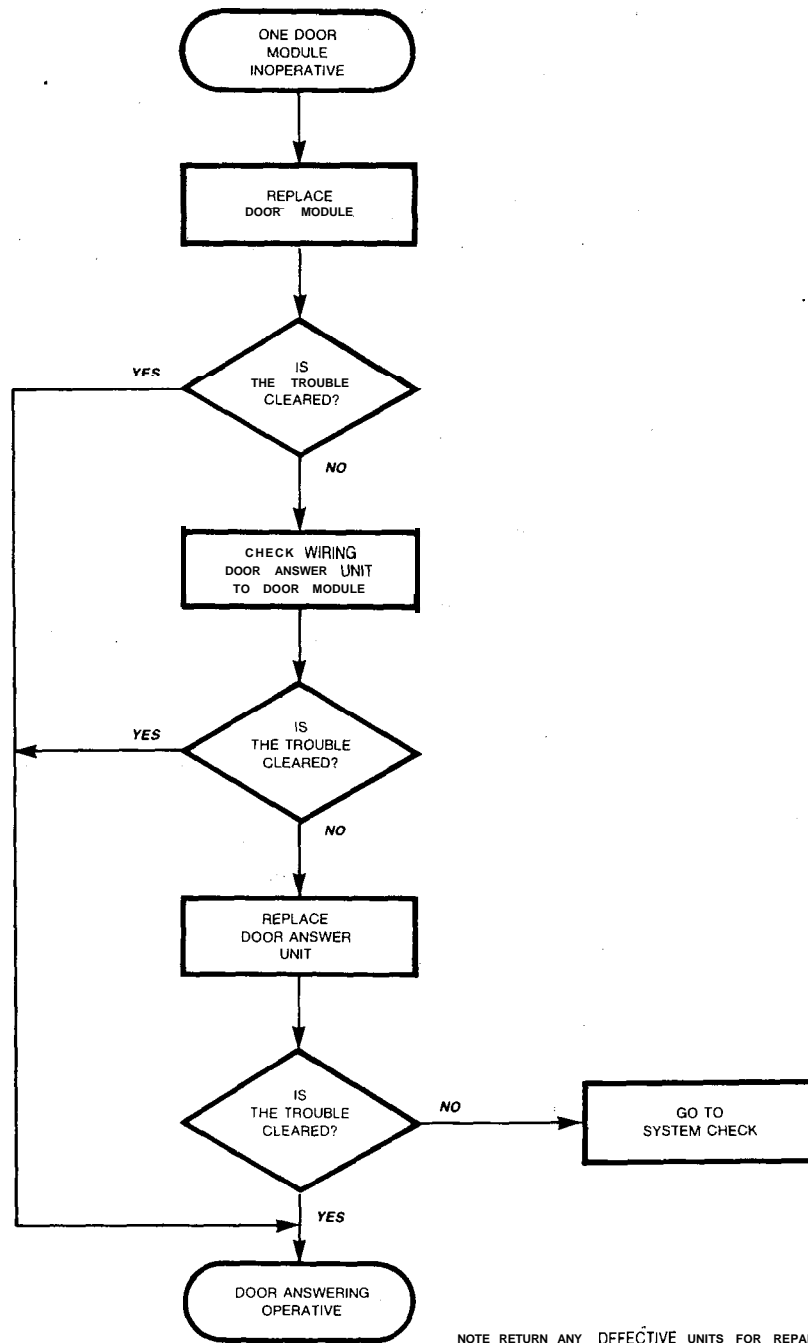 ONE DOOR
MODULE
INOPERATIVE
REPLACE
DOOR MODULE
IS
THE TROUBLE
CLEARED?
YES
NO
CHECK WIRING
DOOR ANSWER UNIT
TO DOOR MODULE
IS
THE TROUBLE
CLEARED?
YES
NO
REPLACE
DOOR ANSWER
UNIT
IS
THE TROUBLE
CLEARED?
NO
GO TO
SYSTEM CHECK
YES
DOOR ANSWERING
OPERATIVE
NOTE RETURN ANY DEFECTIVE UNITS FOR